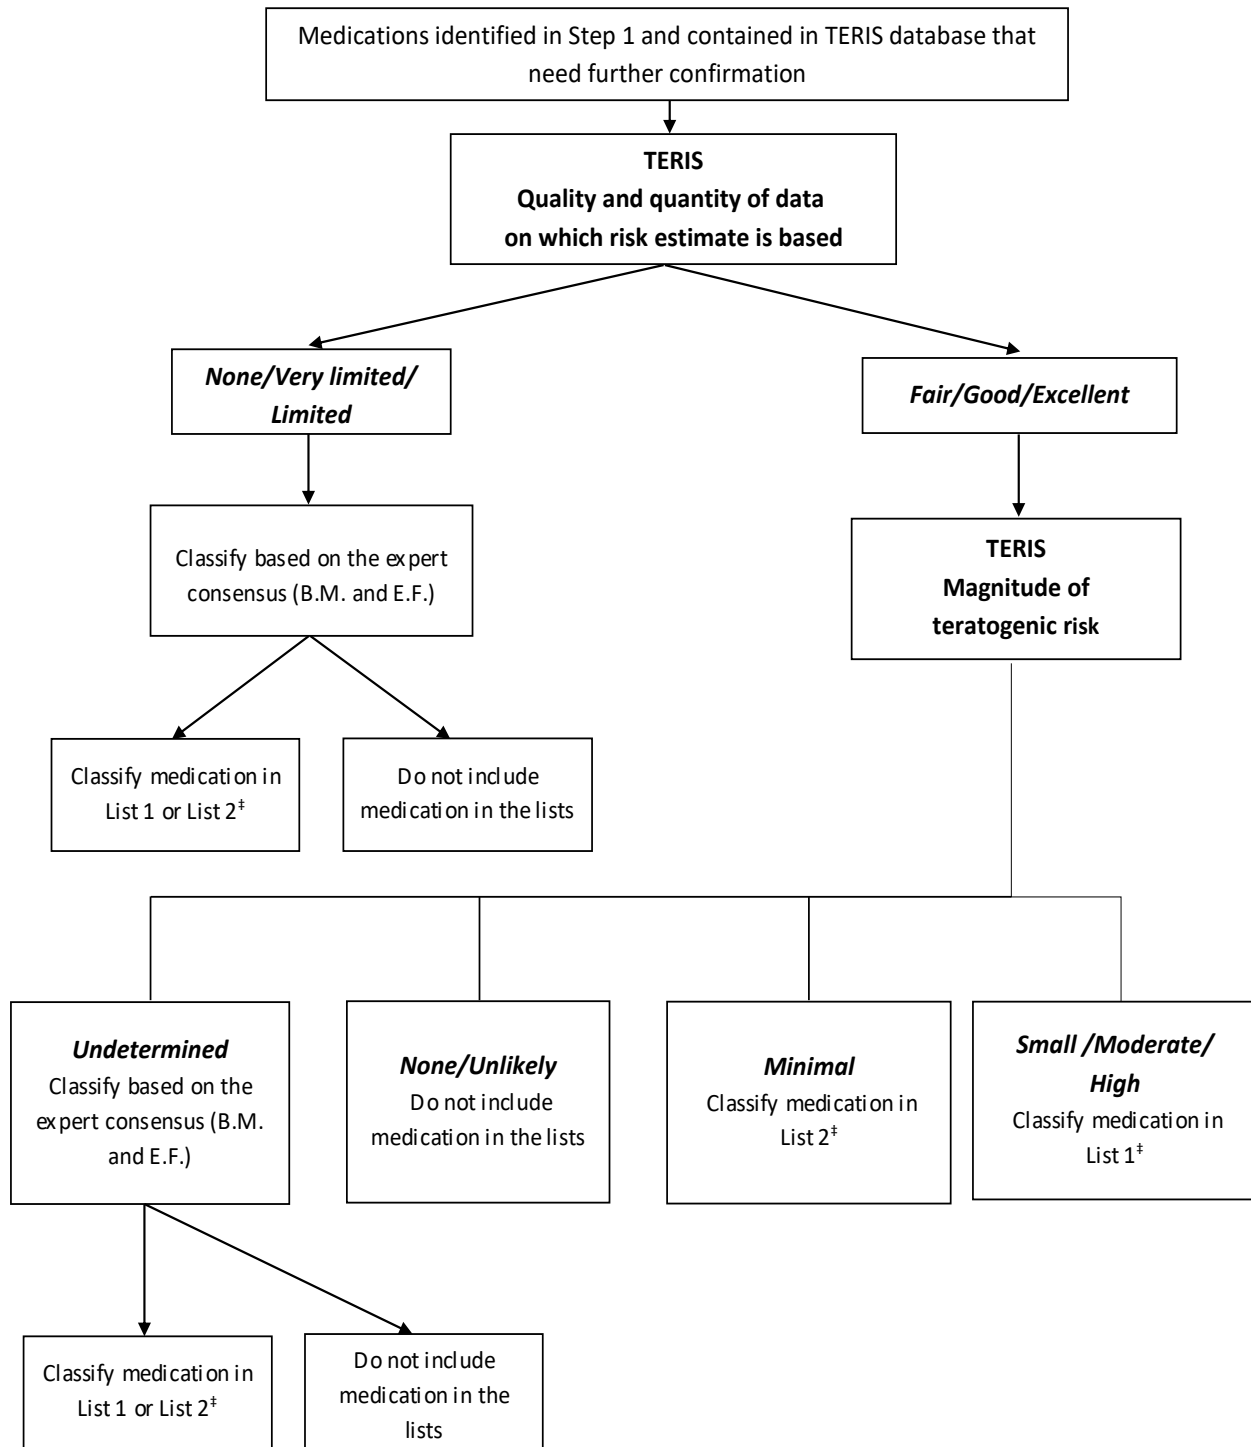 Medications identified in Step 1 and contained in TERIS database that
need further confirmation
TERIS
Quality and quantity of data
on which risk estimate is based
None/Very limited/
Limited
Fair/Good/Excellent
Classify based on the expert
consensus (B.M. and E.F.)
TERIS
Magnitude of
teratogenic risk
Classify medication in
List 1 or List 2‡
Do not include
medication in the lists
Undetermined
Classify based on the
expert consensus (B.M.
and E.F.)
None/Unlikely
Do not include
medication in the lists
Minimal
Classify medication in
List 2‡
Small /Moderate/
High
Classify medication in
List 1‡
Classify medication in
List 1 or List 2‡
Do not include
medication in the
lists